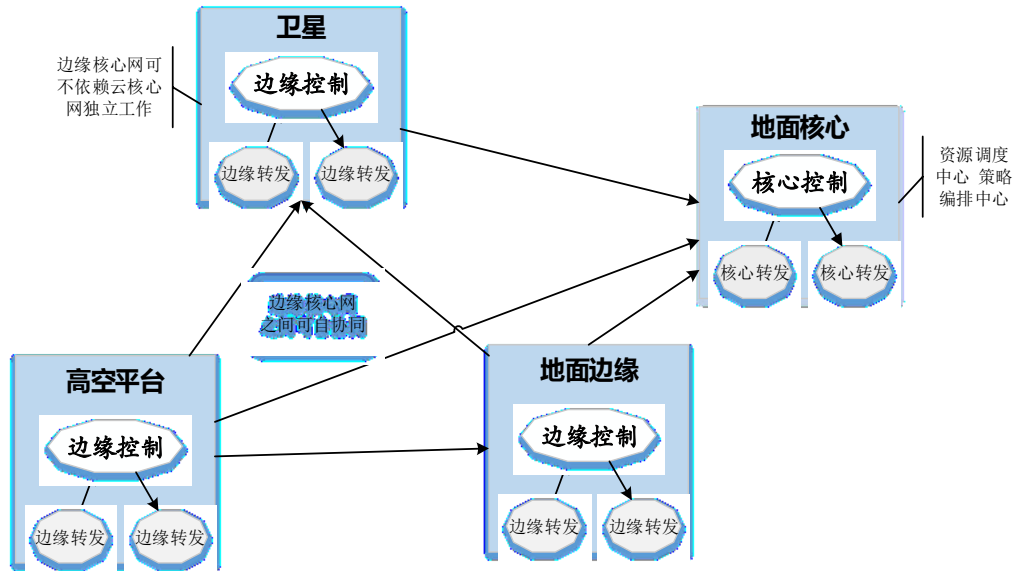 卫星
边缘核心网可
不依赖云核心
网独立工作
边缘控制
边缘转发
边缘转发
地面核心
核心控制
资源调度
中心 策略
编排中心
核心转发
核心转发
边缘核心网
之间可自协同
高空平台
边缘控制
边缘转发
边缘转发
地面边缘
边缘控制
边缘转发
边缘转发